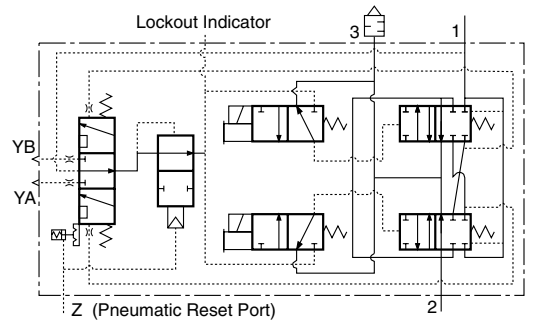 Lockout Indicator
3
1
YB
YA
Z (Pneumatic Reset Port)
2